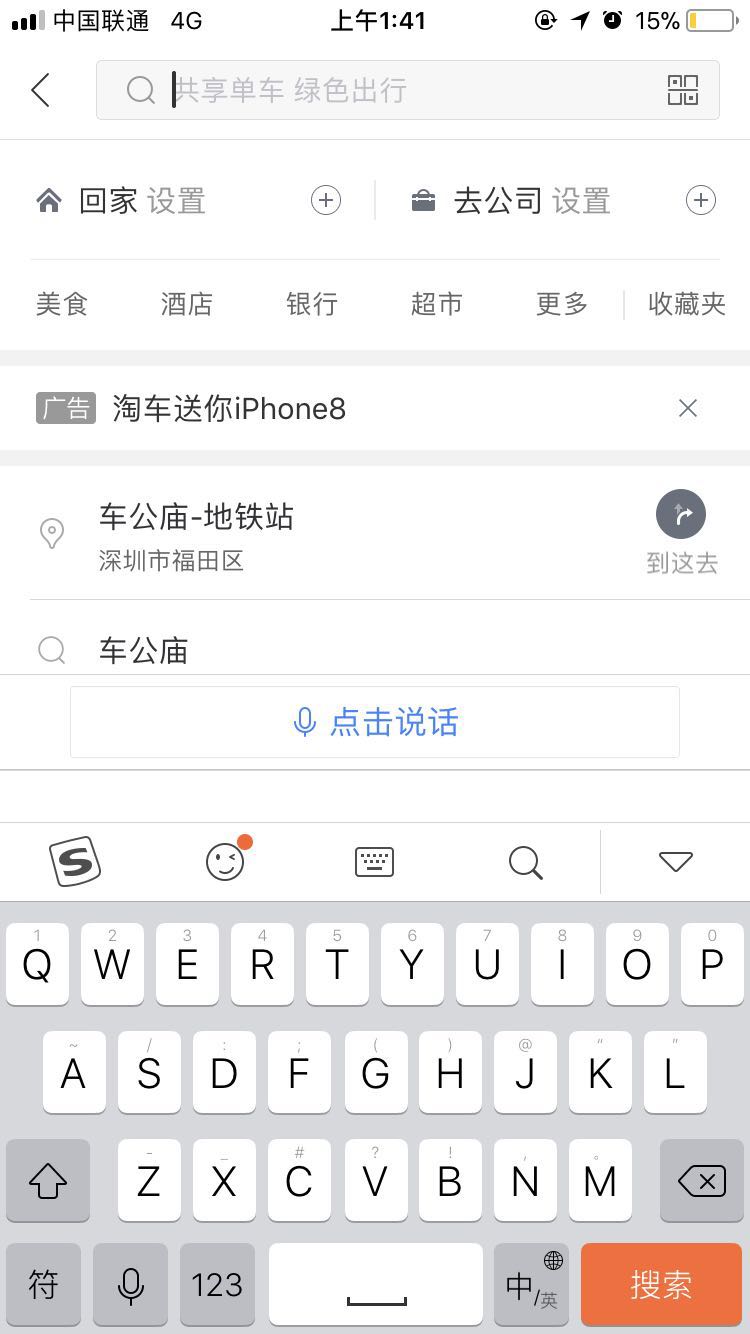 中国联通 4G 上午1:41 15%
共享单车 绿色出行
回家 设置 去公司 设置
美食 酒店 银行 超市 更多 收藏夹
广告 淘车送你iPhone8
车公庙-地铁站
深圳市福田区
到这去
车公庙
点击说话
S
1 2 3 4 5 6 7 8 9 0
Q W E R T Y U I O P
~ / : ; ( ) @ “ ”
A S D F G H J K L
- _ # ? ! , 。
Z X C V B N M
符 123 中/英 搜索